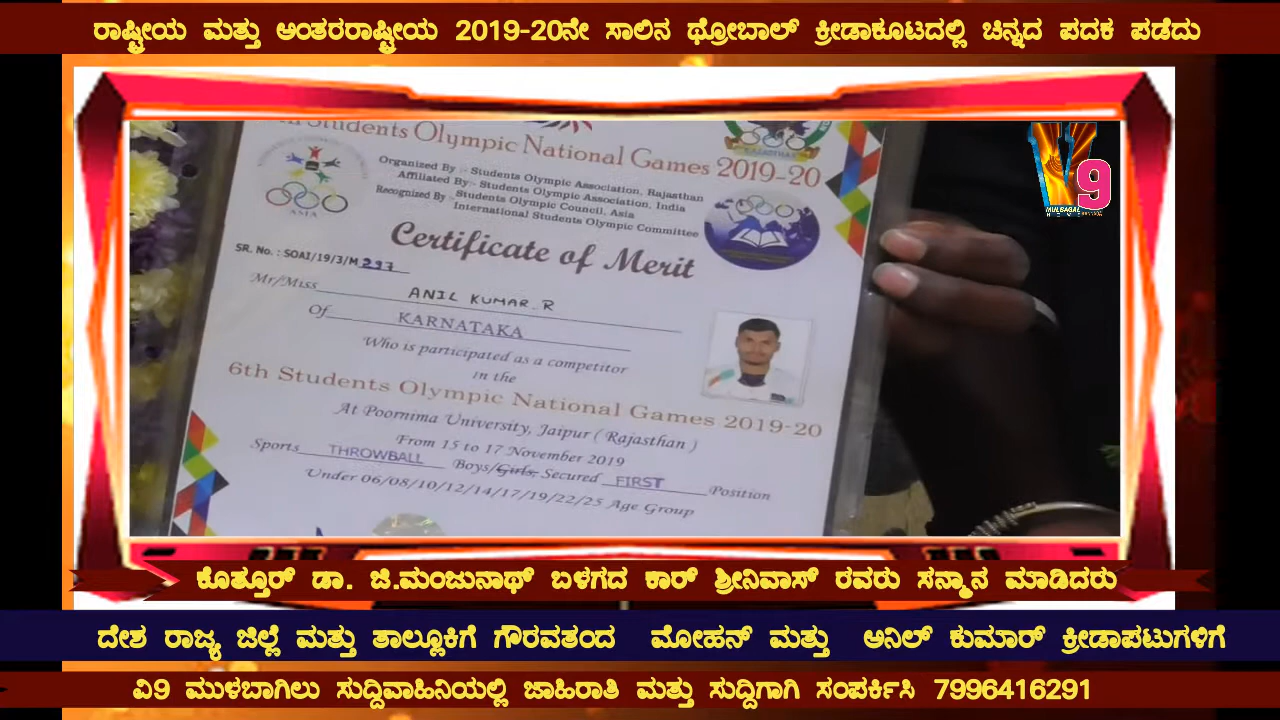 ರಾಷ್ಟ್ರೀಯ ಮತ್ತು ಅಂತರರಾಷ್ಟ್ರೀಯ 2019-20ನೇ ಸಾಲಿನ ಥ್ರೋಬಾಲ್ ಕ್ರೀಡಾಕೂಟದಲ್ಲಿ ಚಿನ್ನದ ಪದಕ ಪಡೆದು
V9
MULBAGAL
NEWS
Students Olympic National Games 2019-20
Organized By :- Students Olympic Association, Rajasthan
Affiliated By:- Students Olympic Association, India
Recognized By :- Students Olympic Council, Asia
International Students Olympic Committee
ASIA
Certificate of Merit
SR. No. : SOAI/19/3/M 297
Mr/Miss ANIL KUMAR. R
Of KARNATAKA
Who is participated as a competitor
in the
6th Students Olympic National Games 2019-20
At Poornima University, Jaipur ( Rajasthan )
From 15 to 17 November 2019
Sports THROWBALL Boys/Girls, Secured FIRST Position
Under 06/08/10/12/14/17/19/22/25 Age Group
ಕೊತ್ತೂರ್ ಡಾ. ಜಿ.ಮಂಜುನಾಥ್ ಬಳಗದ ಕಾರ್ ಶ್ರೀನಿವಾಸ್ ರವರು ಸನ್ಮಾನ ಮಾಡಿದರು
ದೇಶ ರಾಜ್ಯ ಜಿಲ್ಲೆ ಮತ್ತು ತಾಲ್ಲೂಕಿಗೆ ಗೌರವತಂದ ಮೋಹನ್ ಮತ್ತು ಅನಿಲ್ ಕುಮಾರ್ ಕ್ರೀಡಾಪಟುಗಳಿಗೆ
ವಿ9 ಮುಳಬಾಗಿಲು ಸುದ್ದಿವಾಹಿನಿಯಲ್ಲಿ ಜಾಹಿರಾತಿ ಮತ್ತು ಸುದ್ದಿಗಾಗಿ ಸಂಪರ್ಕಿಸಿ 7996416291